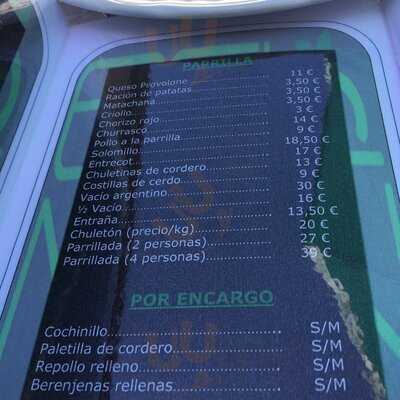 PARRILLA
Queso Provolone 11 €
Ración de patatas 3,50 €
Matachana 3,50 €
Criollo 3,50 €
Chorizo rojo 3 €
Churrasco 14 €
Pollo a la parrilla 9 €
Solomillo 18,50 €
Entrecot 17 €
Chuletinas de cordero 13 €
Costillas de cerdo 9 €
Vacío argentino 30 €
½ Vacío 16 €
Entraña 13,50 €
Chuletón (precio/kg) 20 €
Parrillada (2 personas) 27 €
Parrillada (4 personas) 39 €
POR ENCARGO
Cochinillo S/M
Paletilla de cordero S/M
Repollo relleno S/M
Berenjenas rellenas S/M